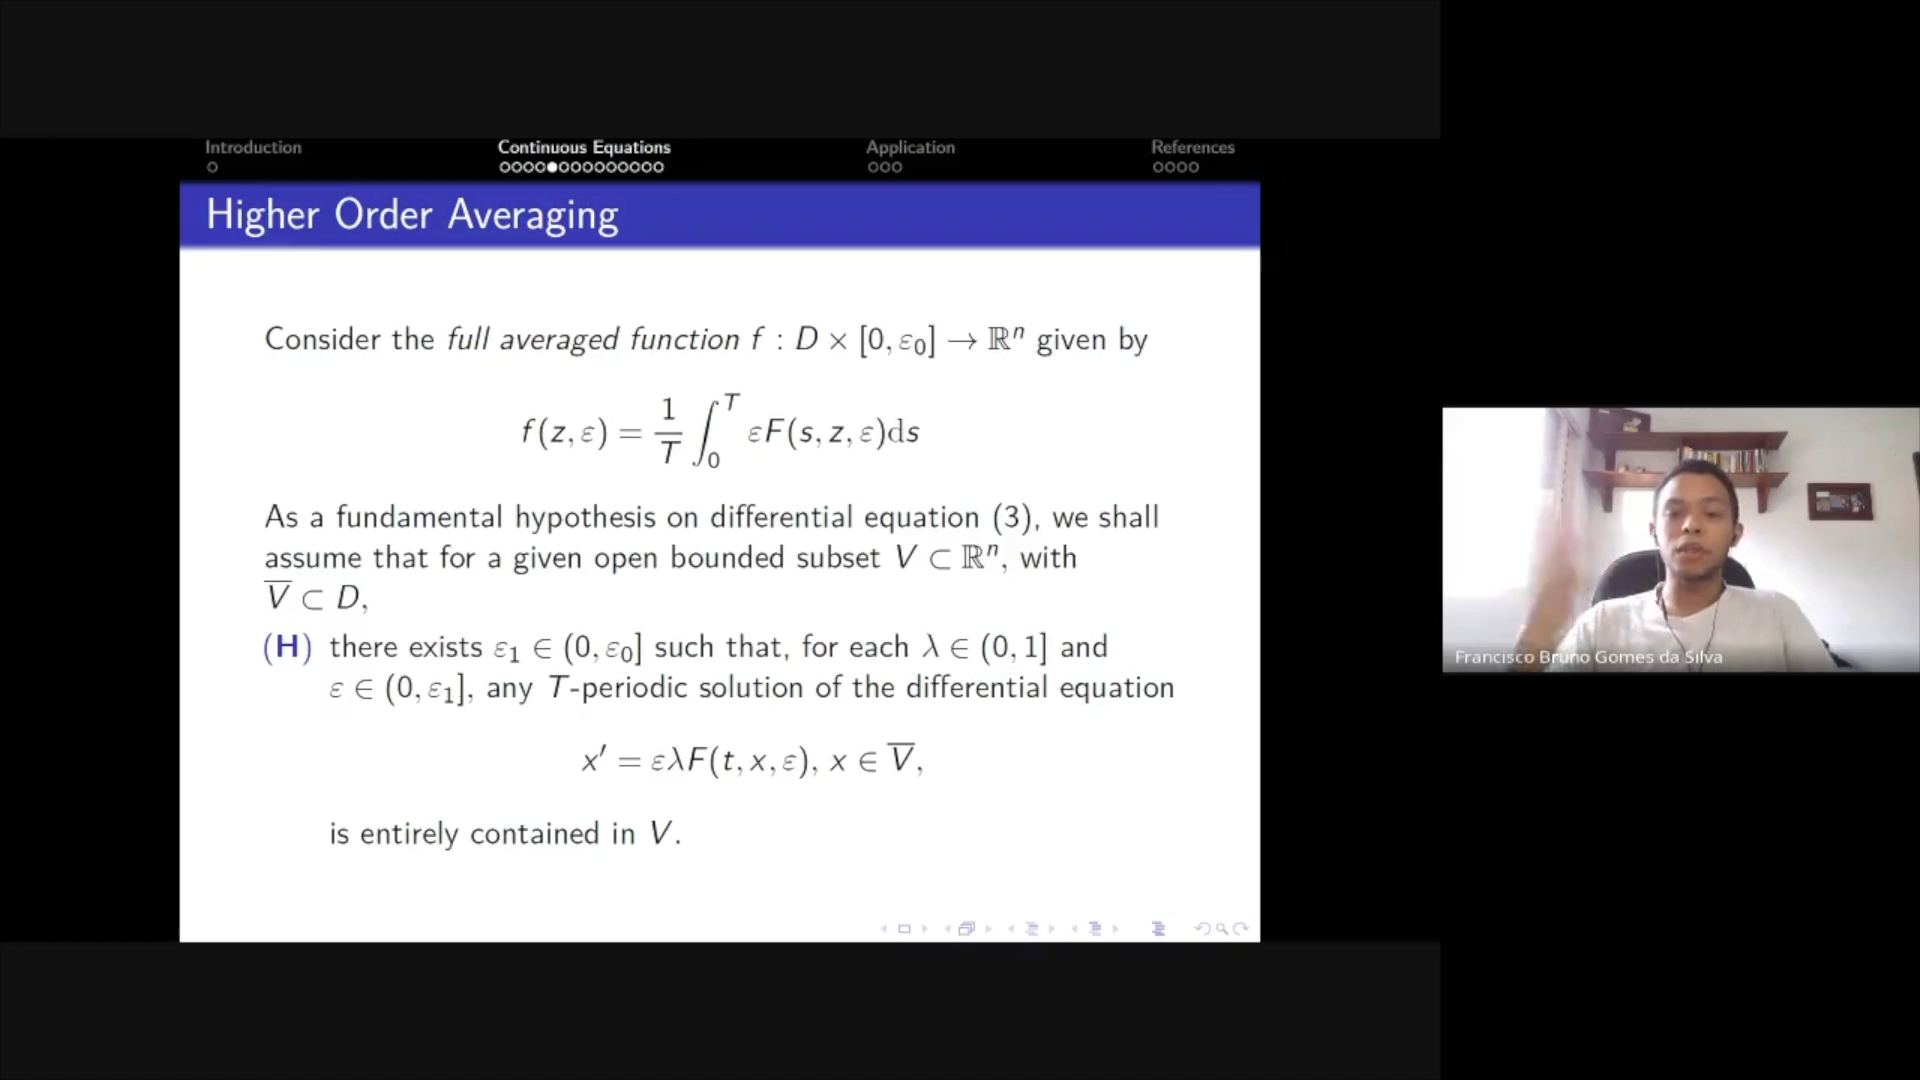 Introduction
Continuous Equations
Application
References
Higher Order Averaging
Consider the full averaged function f : D × [0, ε₀] → ℝⁿ given by
f(z, ε) = 1/T ∫₀ᵀ εF(s, z, ε)ds
As a fundamental hypothesis on differential equation (3), we shall
assume that for a given open bounded subset V ⊂ ℝⁿ, with
V̅ ⊂ D,
(H) there exists ε₁ ∈ (0, ε₀] such that, for each λ ∈ (0, 1] and
ε ∈ (0, ε₁], any T-periodic solution of the differential equation
x′ = ελF(t, x, ε), x ∈ V̅,
is entirely contained in V.
Francisco Bruno Gomes da Silva